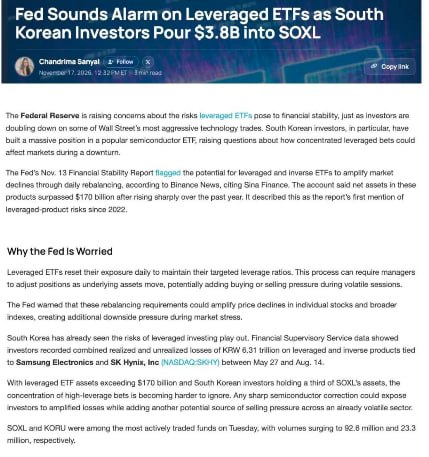 Fed Sounds Alarm on Leveraged ETFs as South
Korean Investors Pour $3.8B into SOXL
Chandrima Sanyal Follow X
November 17, 2026, 12:32 PM ET 3 min read
Copy link
The Federal Reserve is raising concerns about the risks leveraged ETFs pose to financial stability, just as investors are
doubling down on some of Wall Street's most aggressive technology trades. South Korean investors, in particular, have
built a massive position in a popular semiconductor ETF, raising questions about how concentrated leveraged bets could
affect markets during a downturn.
The Fed's Nov. 13 Financial Stability Report flagged the potential for leveraged and inverse ETFs to amplify market
declines through daily rebalancing, according to Binance News, citing Sina Finance. The account said net assets in these
products surpassed $170 billion after rising sharply over the past year. It described this as the report's first mention of
leveraged-product risks since 2022.
Why the Fed Is Worried
Leveraged ETFs reset their exposure daily to maintain their targeted leverage ratios. This process can require managers
to adjust positions as underlying assets move, potentially adding buying or selling pressure during volatile sessions.
The Fed warned that these rebalancing requirements could amplify price declines in individual stocks and broader
indexes, creating additional downside pressure during market stress.
South Korea has already seen the risks of leveraged investing play out. Financial Supervisory Service data showed
investors recorded combined realized and unrealized losses of KRW 6.31 trillion on leveraged and inverse products tied
to Samsung Electronics and SK Hynix, Inc (NASDAQ:SKHY) between May 27 and Aug. 14.
With leveraged ETF assets exceeding $170 billion and South Korean investors holding a third of SOXL's assets, the
concentration of high-leverage bets is becoming harder to ignore. Any sharp semiconductor correction could expose
investors to amplified losses while adding another potential source of selling pressure across an already volatile sector.
SOXL and KORU were among the most actively traded funds on Tuesday, with volumes surging to 92.6 million and 23.3
million, respectively.